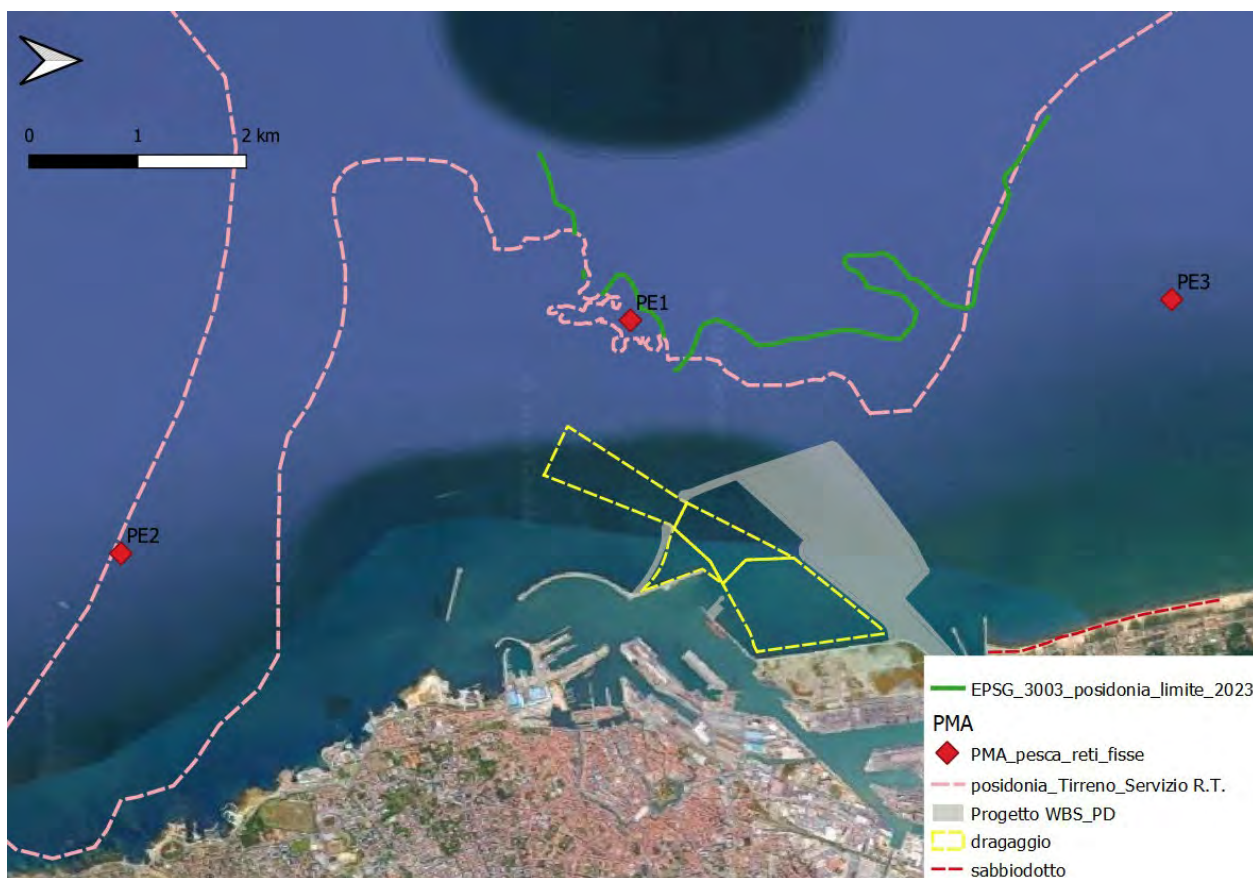 0 1 2 km
PE1
PE3
PE2
EPSG_3003_posidonia_limite_2023
PMA
PMA_pesca_reti_fisse
posidonia_Tirreno_Servizio R.T.
Progetto WBS_PD
dragaggio
sabbiodotto